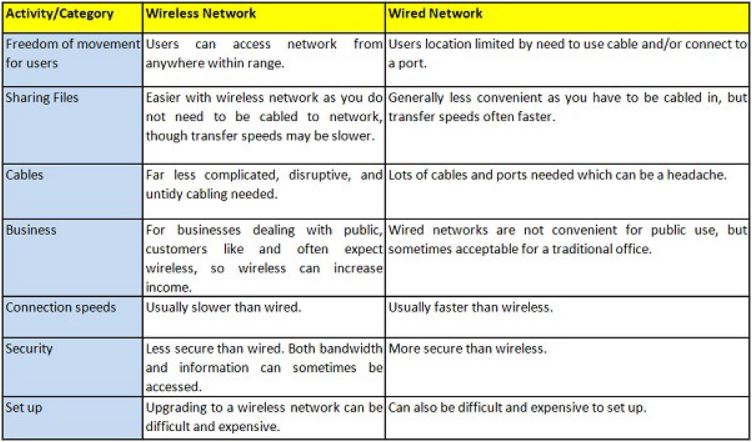 Activity/Category Wireless Network Wired Network
Freedom of movement Users can access network from Users location limited by need to use cable and/or connect to
for users anywhere within range. a port.
Sharing Files Easier with wireless network as you do Generally less convenient as you have to be cabled in, but
not need to be cabled to network, transfer speeds often faster.
though transfer speeds may be slower.
Cables Far less complicated, disruptive, and Lots of cables and ports needed which can be a headache.
untidy cabling needed.
Business For businesses dealing with public, Wired networks are not convenient for public use, but
customers like and often expect sometimes acceptable for a traditional office.
wireless, so wireless can increase
income.
Connection speeds Usually slower than wired. Usually faster than wireless.
Security Less secure than wired. Both bandwidth More secure than wireless.
and information can sometimes be
accessed.
Set up Upgrading to a wireless network can be Can also be difficult and expensive to set up.
difficult and expensive.